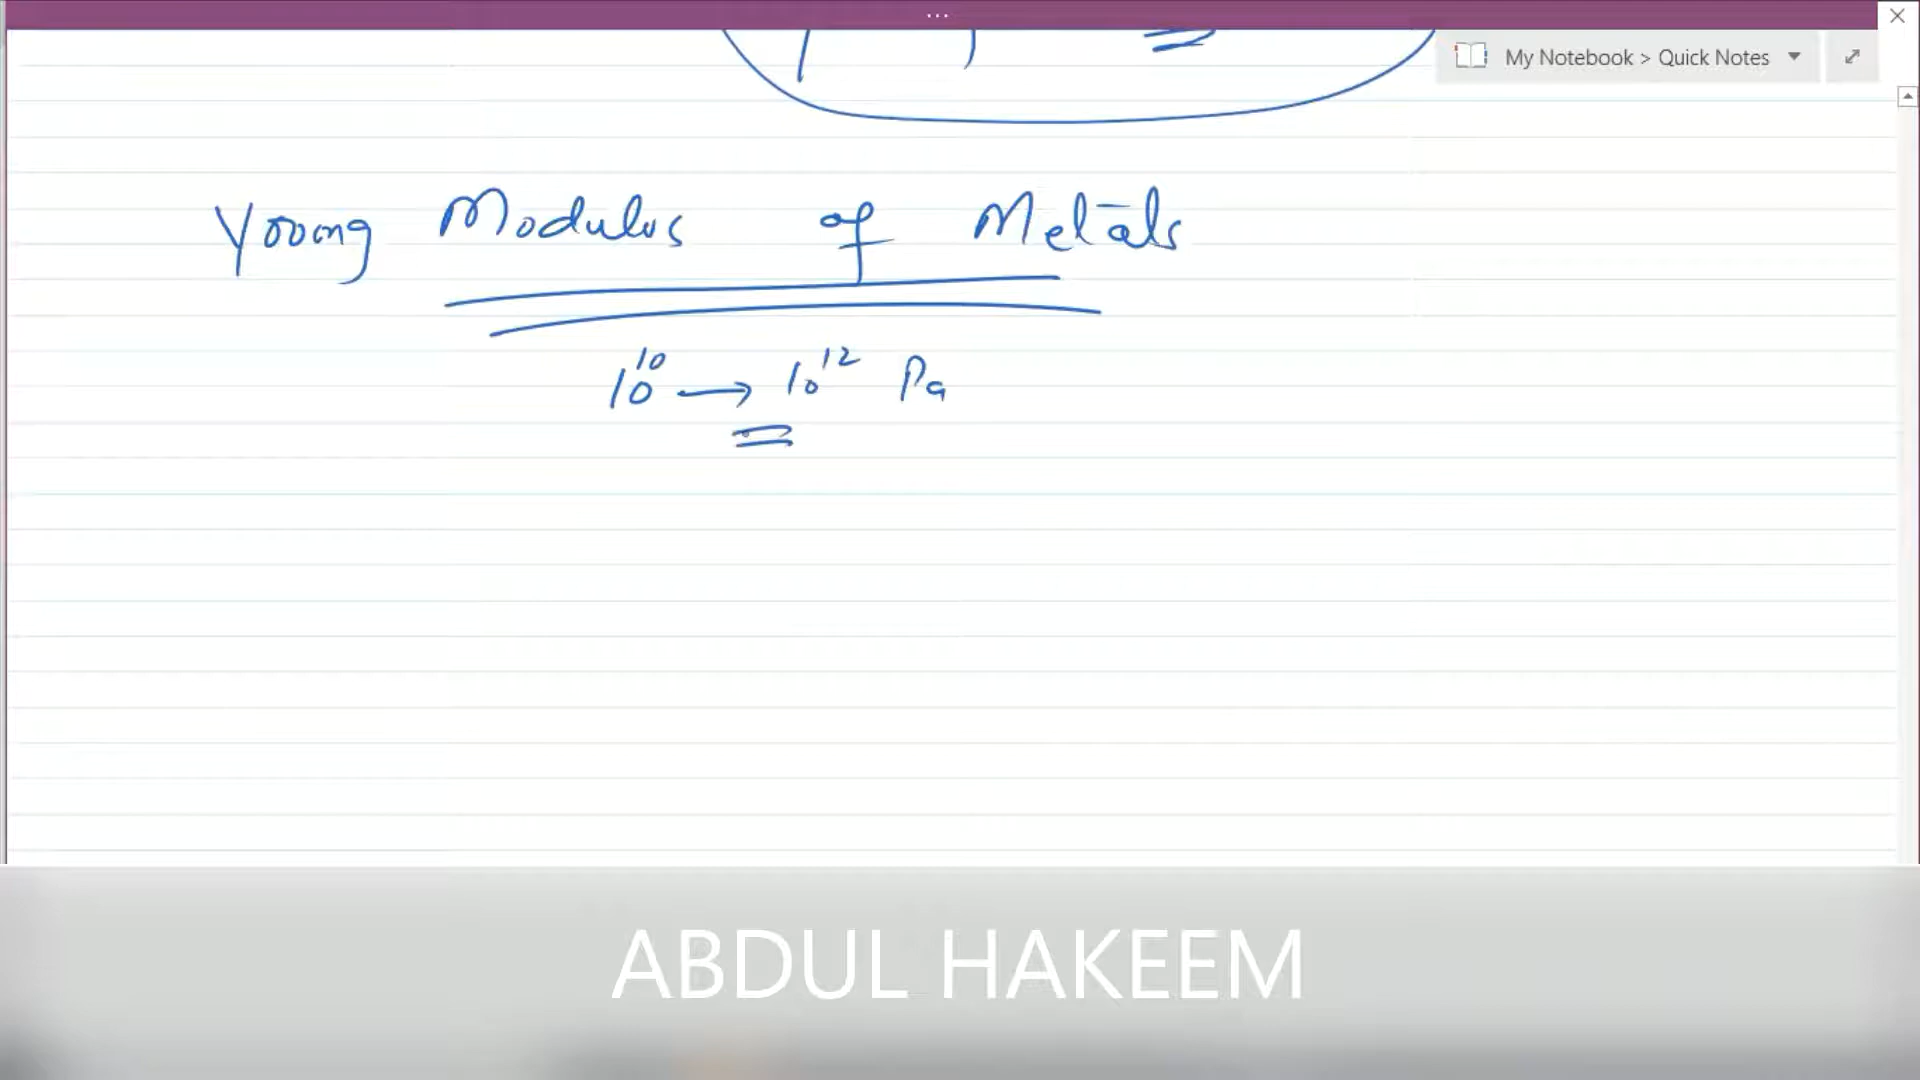 ...
My Notebook > Quick Notes
Young Modulus of Metals
10^10 → 10^12 Pa
ABDUL HAKEEM